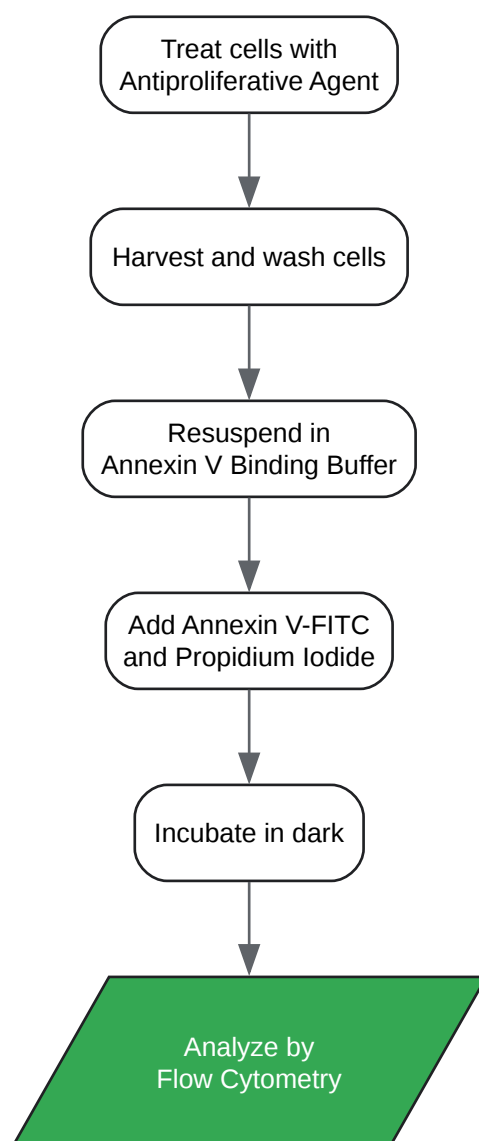 Treat cells with
Antiproliferative Agent
Harvest and wash cells
Resuspend in
Annexin V Binding Buffer
Add Annexin V-FITC
and Propidium Iodide
Incubate in dark
Analyze by
Flow Cytometry